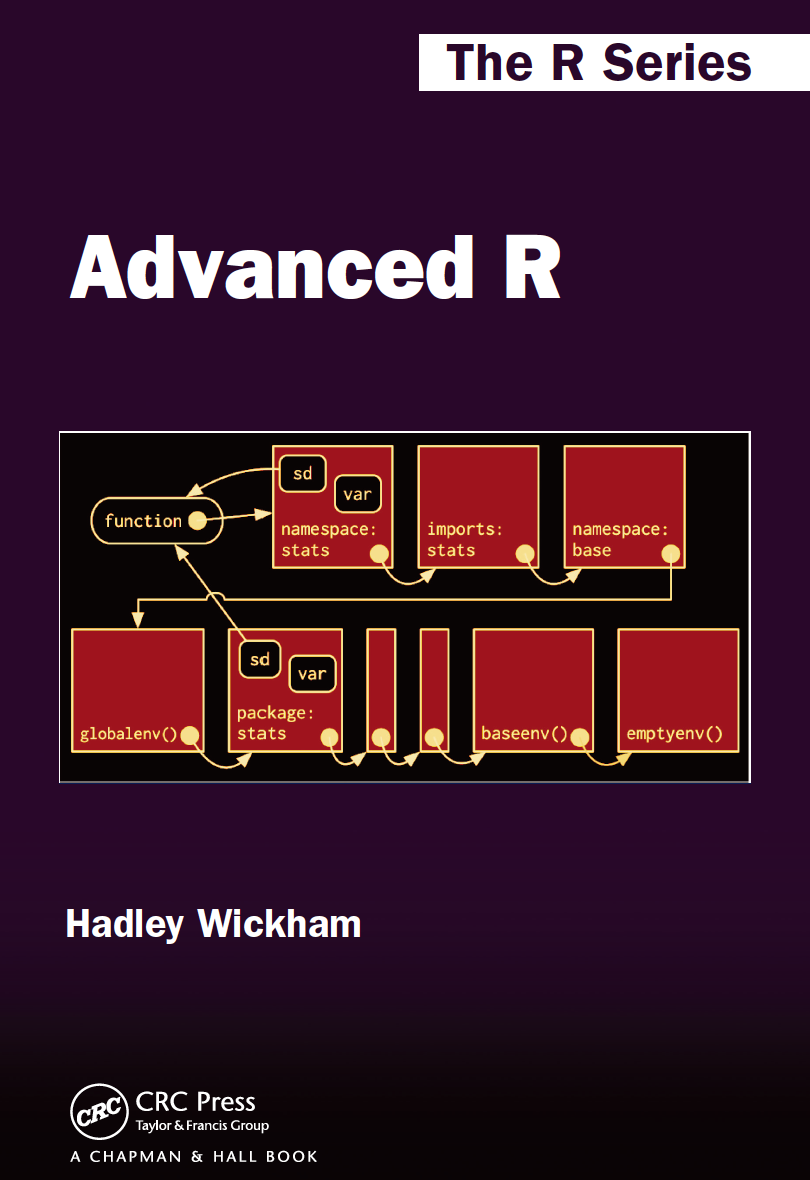 The R Series
Advanced R
sd
var
function
namespace:
stats
imports:
stats
namespace:
base
sd
var
globalenv()
package:
stats
baseenv()
emptyenv()
Hadley Wickham
CRC
CRC Press
Taylor & Francis Group
A CHAPMAN & HALL BOOK